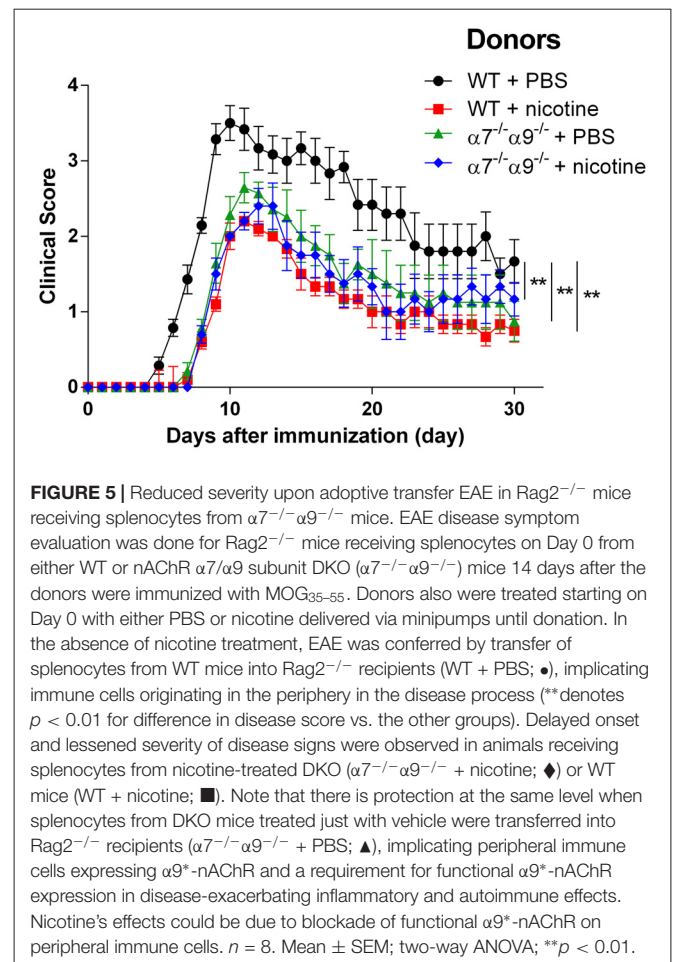 Donors
WT + PBS
WT + nicotine
α7⁻/⁻α9⁻/⁻ + PBS
α7⁻/⁻α9⁻/⁻ + nicotine
4
3
2
1
0
Clinical Score
0 10 20 30
Days after immunization (day)
** ** **
FIGURE 5 | Reduced severity upon adoptive transfer EAE in Rag2⁻/⁻ mice
receiving splenocytes from α7⁻/⁻α9⁻/⁻ mice. EAE disease symptom
evaluation was done for Rag2⁻/⁻ mice receiving splenocytes on Day 0 from
either WT or nAChR α7/α9 subunit DKO (α7⁻/⁻α9⁻/⁻) mice 14 days after the
donors were immunized with MOG₃₅₋₅₅. Donors also were treated starting on
Day 0 with either PBS or nicotine delivered via minipumps until donation. In
the absence of nicotine treatment, EAE was conferred by transfer of
splenocytes from WT mice into Rag2⁻/⁻ recipients (WT + PBS; ●), implicating
immune cells originating in the periphery in the disease process (**denotes
p < 0.01 for difference in disease score vs. the other groups). Delayed onset
and lessened severity of disease signs were observed in animals receiving
splenocytes from nicotine-treated DKO (α7⁻/⁻α9⁻/⁻ + nicotine; ◆) or WT
mice (WT + nicotine; ■). Note that there is protection at the same level when
splenocytes from DKO mice treated just with vehicle were transferred into
Rag2⁻/⁻ recipients (α7⁻/⁻α9⁻/⁻ + PBS; ▲), implicating peripheral immune
cells expressing α9*-nAChR and a requirement for functional α9*-nAChR
expression in disease-exacerbating inflammatory and autoimmune effects.
Nicotine's effects could be due to blockade of functional α9*-nAChR on
peripheral immune cells. n = 8. Mean ± SEM; two-way ANOVA; **p < 0.01.